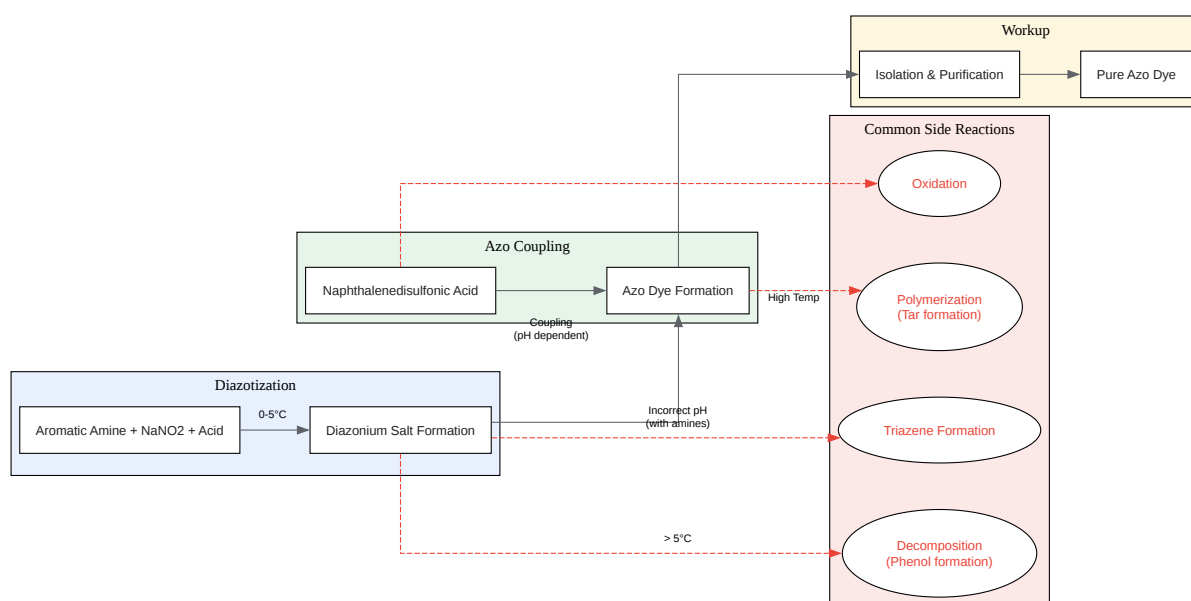 Workup
Isolation & Purification
Pure Azo Dye
Common Side Reactions
Oxidation
Azo Coupling
Naphthalenedisulfonic Acid
Azo Dye Formation
High Temp
Polymerization
(Tar formation)
Coupling
(pH dependent)
Diazotization
Aromatic Amine + NaNO2 + Acid
0-5°C
Diazonium Salt Formation
Incorrect pH
(with amines)
Triazene Formation
> 5°C
Decomposition
(Phenol formation)